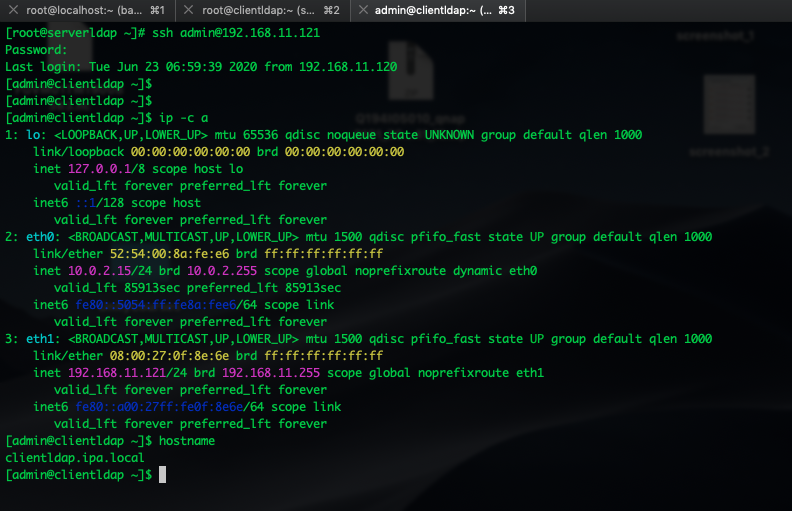 root@localhost:~ (ba... ⌘1
root@clientldap:~ (s... ⌘2
admin@clientldap:~ (... ⌘3
screenshot_1
[root@serverldap ~]# ssh admin@192.168.11.121
Password:
Last login: Tue Jun 23 06:59:39 2020 from 192.168.11.120
[admin@clientldap ~]$
[admin@clientldap ~]$
[admin@clientldap ~]$ ip -c a
1: lo: <LOOPBACK,UP,LOWER_UP> mtu 65536 qdisc noqueue state UNKNOWN group default qlen 1000
link/loopback 00:00:00:00:00:00 brd 00:00:00:00:00:00
inet 127.0.0.1/8 scope host lo
valid_lft forever preferred_lft forever
inet6 ::1/128 scope host
valid_lft forever preferred_lft forever
screenshot_2
2: eth0: <BROADCAST,MULTICAST,UP,LOWER_UP> mtu 1500 qdisc pfifo_fast state UP group default qlen 1000
link/ether 52:54:00:8a:fe:e6 brd ff:ff:ff:ff:ff:ff
inet 10.0.2.15/24 brd 10.0.2.255 scope global noprefixroute dynamic eth0
valid_lft 85913sec preferred_lft 85913sec
inet6 fe80::5054:ff:fe8a:fee6/64 scope link
valid_lft forever preferred_lft forever
3: eth1: <BROADCAST,MULTICAST,UP,LOWER_UP> mtu 1500 qdisc pfifo_fast state UP group default qlen 1000
link/ether 08:00:27:0f:8e:6e brd ff:ff:ff:ff:ff:ff
inet 192.168.11.121/24 brd 192.168.11.255 scope global noprefixroute eth1
valid_lft forever preferred_lft forever
inet6 fe80::a00:27ff:fe0f:8e6e/64 scope link
valid_lft forever preferred_lft forever
[admin@clientldap ~]$ hostname
clientldap.ipa.local
[admin@clientldap ~]$